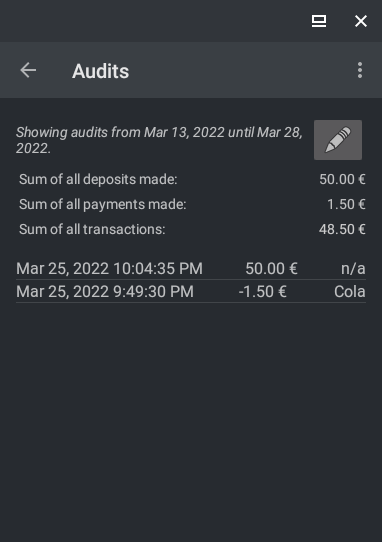 Audits
Showing audits from Mar 13, 2022 until Mar 28,
2022.
Sum of all deposits made: 50.00 €
Sum of all payments made: 1.50 €
Sum of all transactions: 48.50 €
Mar 25, 2022 10:04:35 PM 50.00 € n/a
Mar 25, 2022 9:49:30 PM -1.50 € Cola